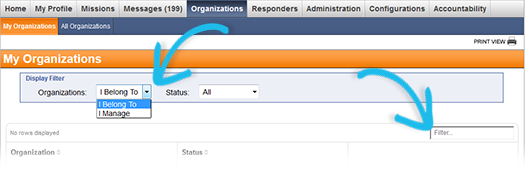 Home My Profile Missions Messages (199) Organizations Responders Administration Configurations Accountability
My Organizations All Organizations
PRINT VIEW
My Organizations
Display Filter
Organizations: I Belong To Status: All
I Belong To
I Manage
No rows displayed Filter...
Organization Status